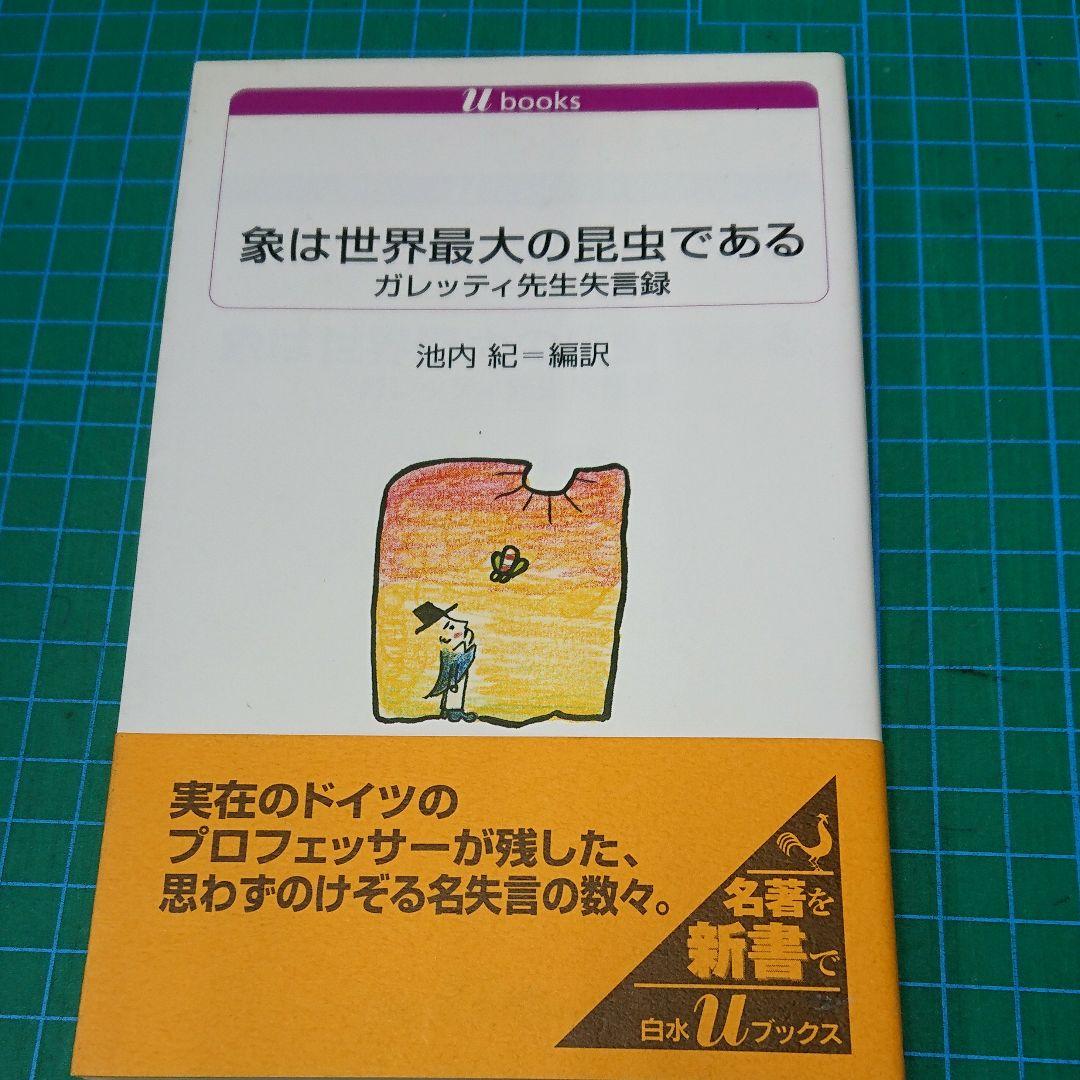 u books
象は世界最大の昆虫である
ガレッティ先生失言録
池内 紀=編訳
実在のドイツの
プロフェッサーが残した、
思わずのけぞる名失言の数々。
名著を
新書で
白水uブックス